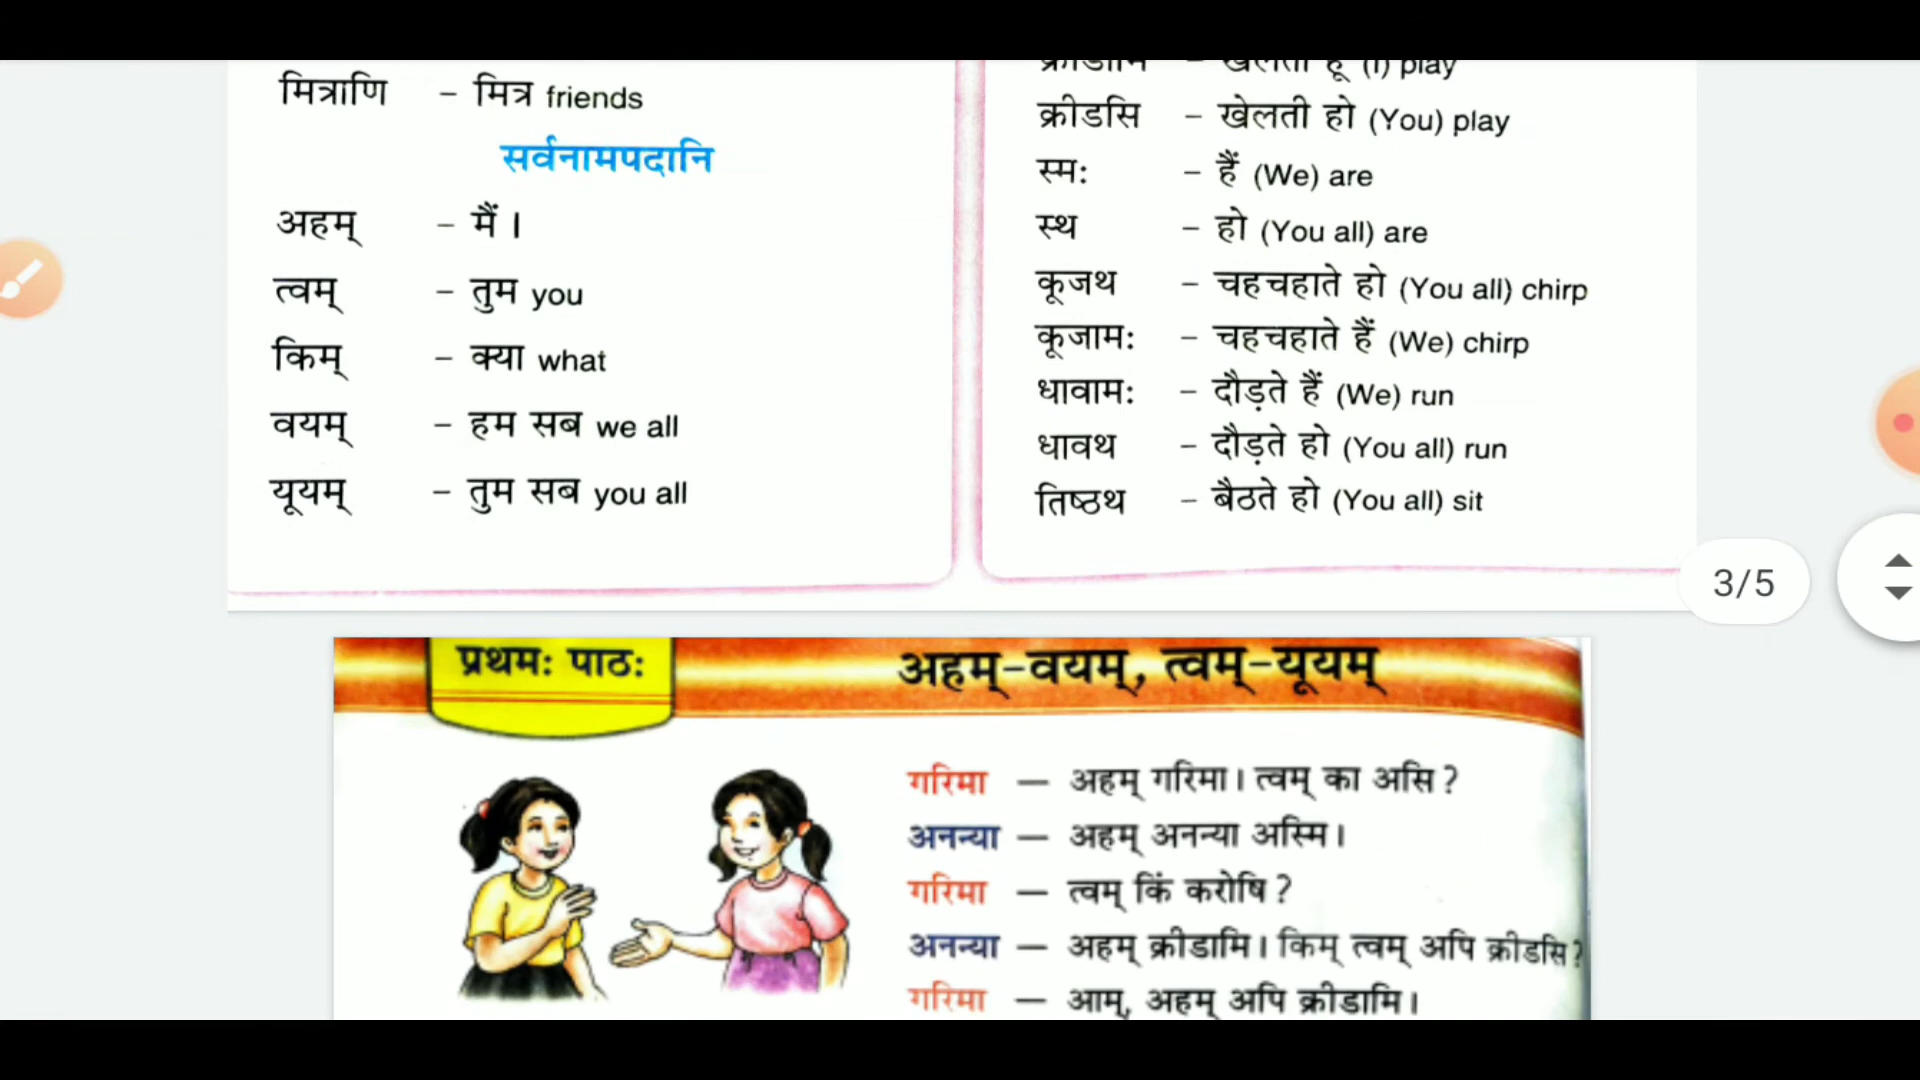 मित्राणि – मित्र friends
सर्वनामपदानि
अहम् – मैं ।
त्वम् – तुम you
किम् – क्या what
वयम् – हम सब we all
यूयम् – तुम सब you all
क्रीडामि – खेलती हूँ (I) play
क्रीडसि – खेलती हो (You) play
स्मः – हैं (We) are
स्थ – हो (You all) are
कूजथ – चहचहाते हो (You all) chirp
कूजामः – चहचहाते हैं (We) chirp
धावामः – दौड़ते हैं (We) run
धावथ – दौड़ते हो (You all) run
तिष्ठथ – बैठते हो (You all) sit
3/5
प्रथमः पाठः
अहम्-वयम्, त्वम्-यूयम्
गरिमा — अहम् गरिमा। त्वम् का असि ?
अनन्या — अहम् अनन्या अस्मि।
गरिमा — त्वम् किं करोषि ?
अनन्या — अहम् क्रीडामि। किम् त्वम् अपि क्रीडसि ?
गरिमा — आम्, अहम् अपि क्रीडामि।